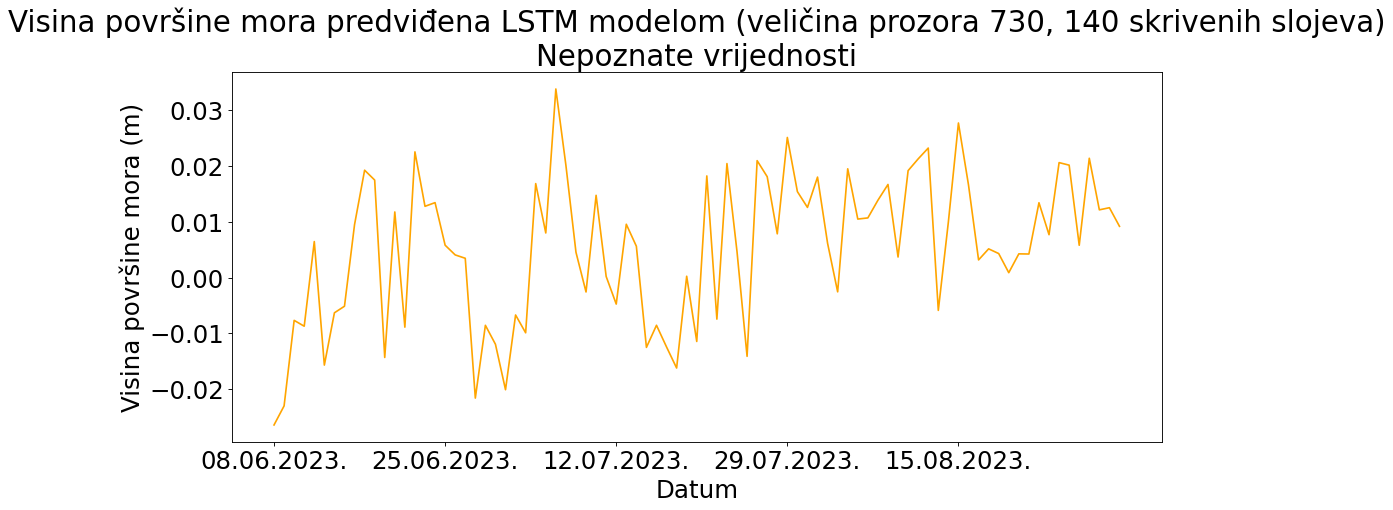 Visina površine mora predviđena LSTM modelom (veličina prozora 730, 140 skrivenih slojeva)
Nepoznate vrijednosti
Visina površine mora (m)
0.03
0.02
0.01
0.00
−0.01
−0.02
08.06.2023. 25.06.2023. 12.07.2023. 29.07.2023. 15.08.2023.
Datum